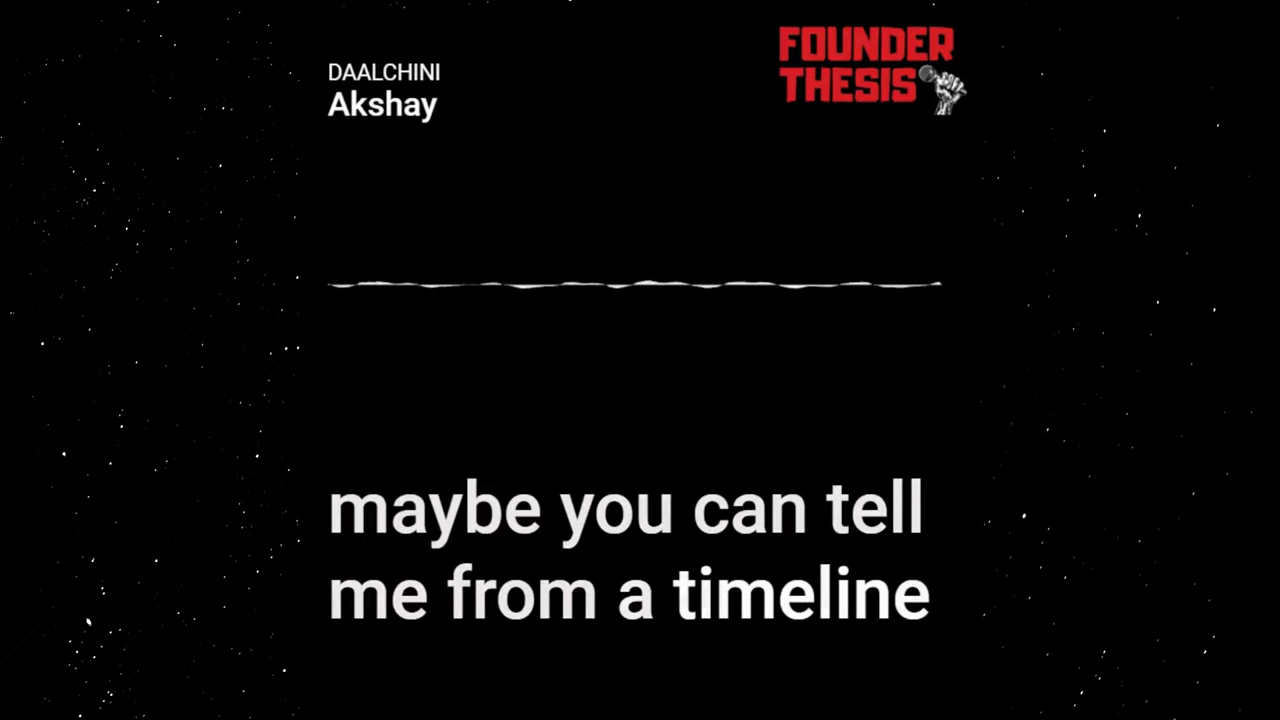 DAALCHINI
Akshay
FOUNDER
THESIS
maybe you can tell
me from a timeline